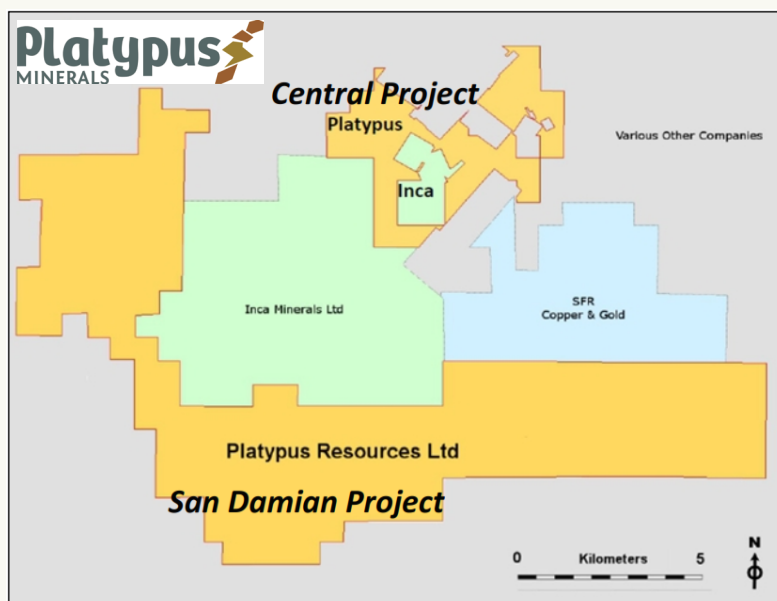 Platypus
MINERALS
Central Project
Platypus
Various Other Companies
Inca
Inca Minerals Ltd
SFR
Copper & Gold
Platypus Resources Ltd
San Damian Project
N
0 Kilometers 5